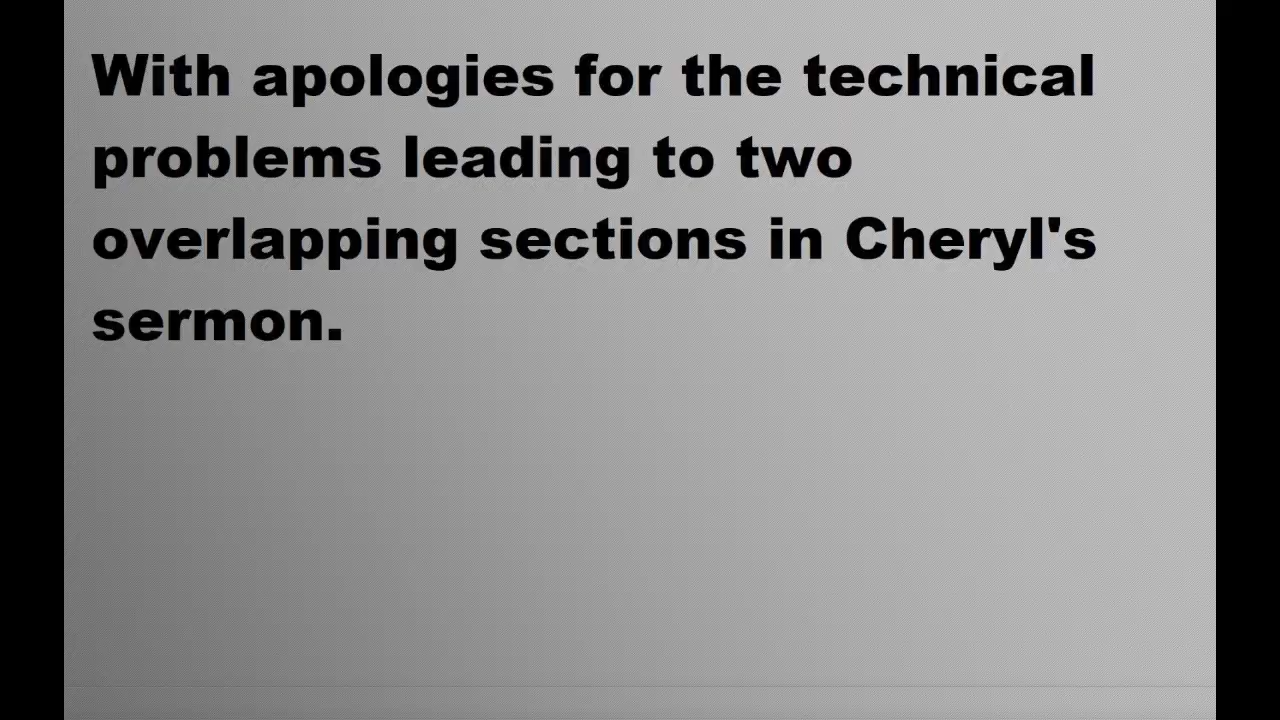 With apologies for the technical
problems leading to two
overlapping sections in Cheryl's
sermon.